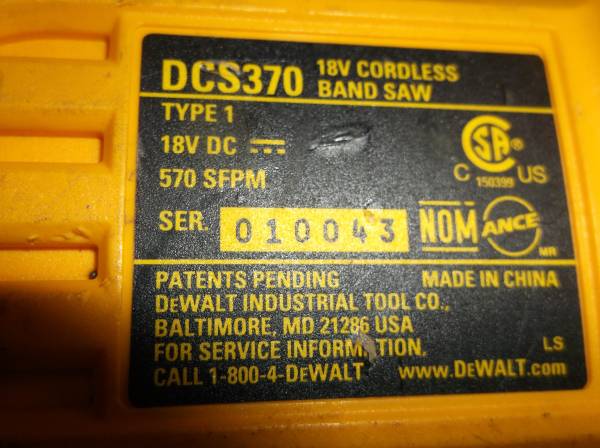 DCS370 18V CORDLESS BAND SAW
TYPE 1
18V DC
570 SFPM
SER. 010043
SA ®
C 150399 US
NOM ANCE MR
PATENTS PENDING MADE IN CHINA
DEWALT INDUSTRIAL TOOL CO.,
BALTIMORE, MD 21286 USA
FOR SERVICE INFORMATION. LS
CALL 1-800-4-DEWALT www.DEWALT.com